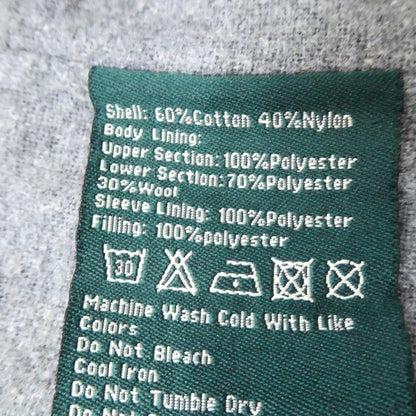 Shell: 60%Cotton 40%Nylon
Body Lining:
Upper Section:100%Polyester
Lower Section:70%Polyester
30%Wool
Sleeve Lining: 100%Polyester
Filling: 100%polyester
30
Machine Wash Cold With Like
Colors
Do Not Bleach
Cool Iron
Do Not Tumble Dry
Do Not